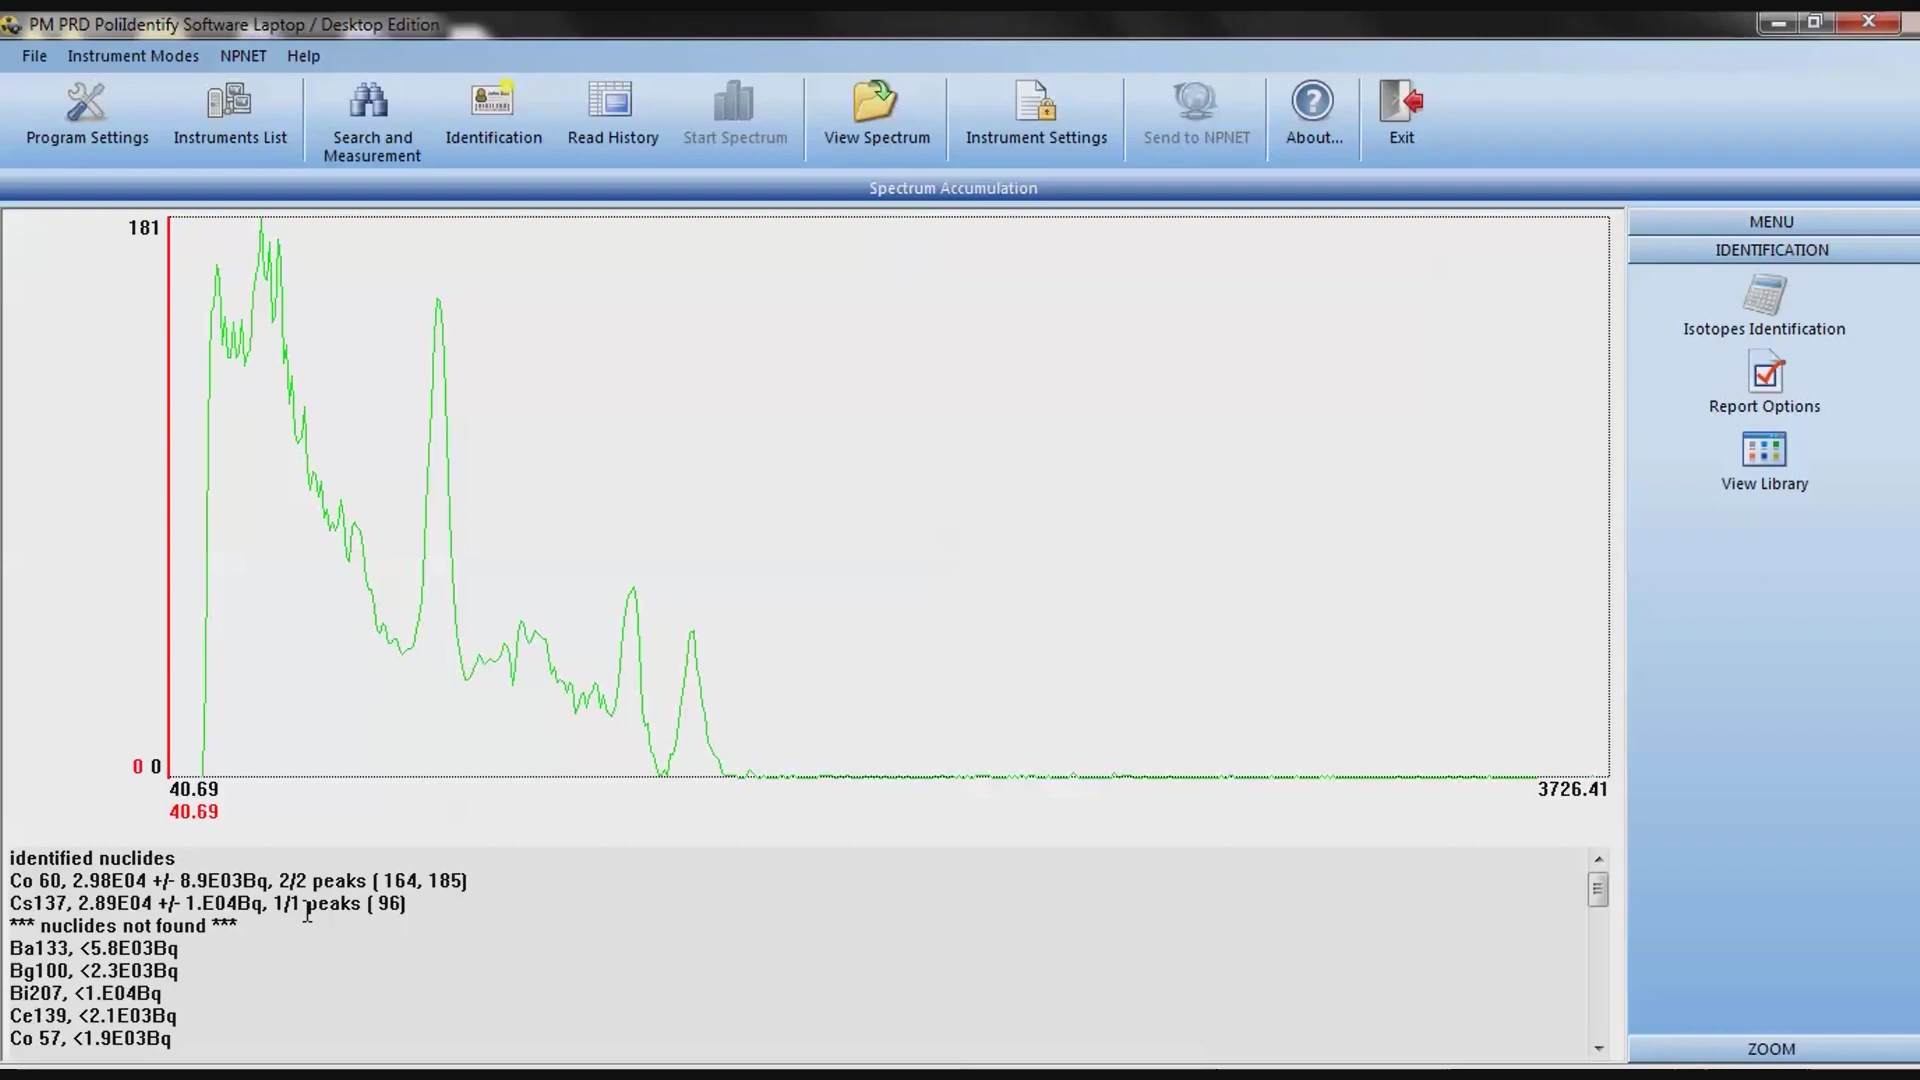 PM PRD PoliIdentify Software Laptop / Desktop Edition
File Instrument Modes NPNET Help
Program Settings Instruments List Search and Measurement Identification Read History Start Spectrum View Spectrum Instrument Settings Send to NPNET About... Exit
Spectrum Accumulation
MENU
IDENTIFICATION
Isotopes Identification
Report Options
View Library
ZOOM
181
0 0
40.69 3726.41
40.69
identified nuclides
Co 60, 2.98E04 +/- 8.9E03Bq, 2/2 peaks ( 164, 185)
Cs137, 2.89E04 +/- 1.E04Bq, 1/1 peaks ( 96)
*** nuclides not found ***
Ba133, <5.8E03Bq
Bg100, <2.3E03Bq
Bi207, <1.E04Bq
Ce139, <2.1E03Bq
Co 57, <1.9E03Bq